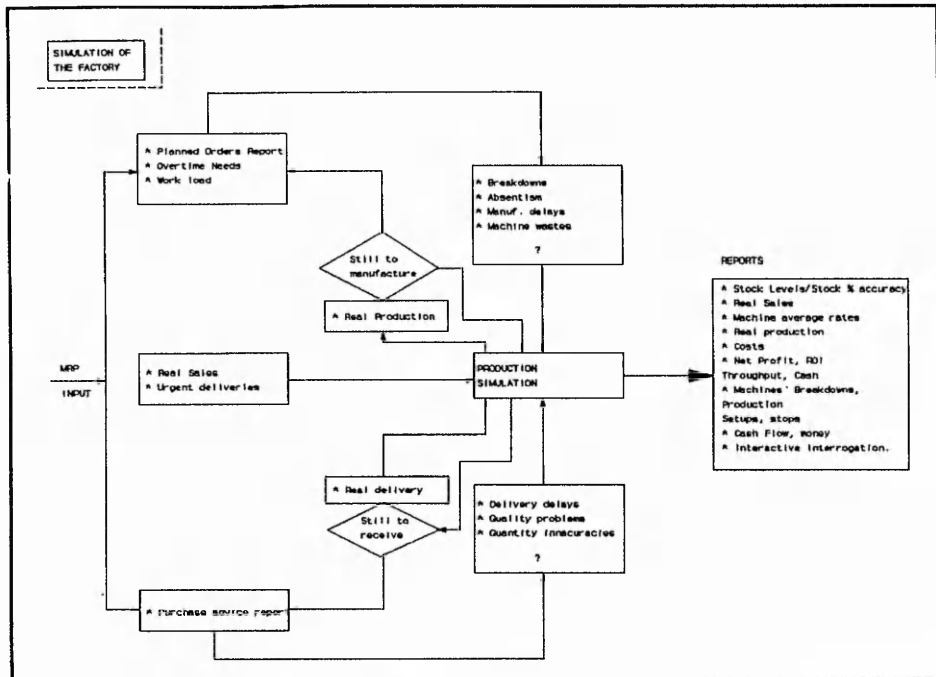 SIMULATION OF
THE FACTORY
* Planned Orders Report
* Overtime Needs
* Work load
* Breakdowns
* Absentism
* Manuf. delays
* Machine wastes
?
Still to
manufacture
* Real Production
MRP
INPUT
* Real Sales
* Urgent deliveries
PRODUCTION
SIMULATION
REPORTS
* Stock Levels/Stock % accuracy
* Real Sales
* Machine average rates
* Real production
* Costs
* Net Profit, ROI
Throughput, Cash
* Machines' Breakdowns,
Production
Setups, stops
* Cash Flow, money
* Interactive Interrogation.
* Real delivery
Still to
receive
* Delivery delays
* Quality problems
* Quantity innacuracies
?
* Purchase advice report